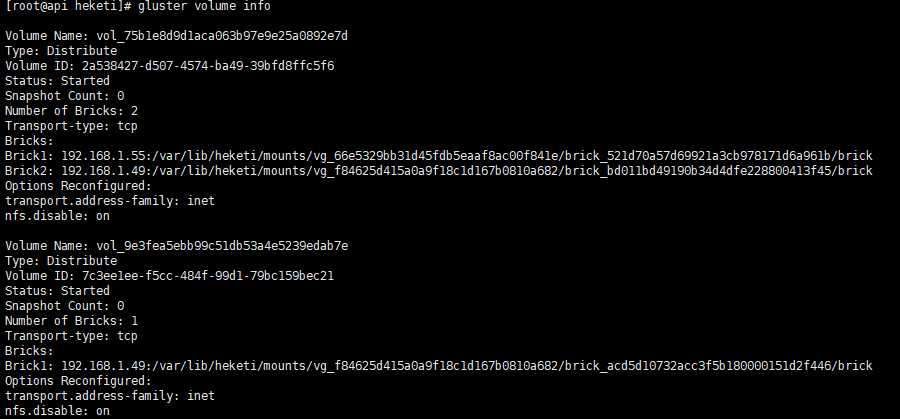 [root@api heketi]# gluster volume info
Volume Name: vol_75b1e8d9d1aca063b97e9e25a0892e7d
Type: Distribute
Volume ID: 2a538427-d507-4574-ba49-39bfd8ffc5f6
Status: Started
Snapshot Count: 0
Number of Bricks: 2
Transport-type: tcp
Bricks:
Brick1: 192.168.1.55:/var/lib/heketi/mounts/vg_66e5329bb31d45fdb5eaaf8ac00f841e/brick_521d70a57d69921a3cb978171d6a961b/brick
Brick2: 192.168.1.49:/var/lib/heketi/mounts/vg_f84625d415a0a9f18c1d167b0810a682/brick_bd011bd49190b34d4dfe228800413f45/brick
Options Reconfigured:
transport.address-family: inet
nfs.disable: on
Volume Name: vol_9e3fea5ebb99c51db53a4e5239edab7e
Type: Distribute
Volume ID: 7c3ee1ee-f5cc-484f-99d1-79bc159bec21
Status: Started
Snapshot Count: 0
Number of Bricks: 1
Transport-type: tcp
Bricks:
Brick1: 192.168.1.49:/var/lib/heketi/mounts/vg_f84625d415a0a9f18c1d167b0810a682/brick_acd5d10732acc3f5b180000151d2f446/brick
Options Reconfigured:
transport.address-family: inet
nfs.disable: on